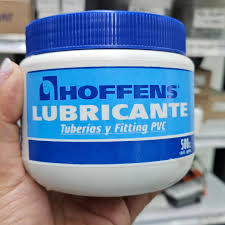 HOFFENS
LUBRICANTE
Tuberías y Fitting PVC